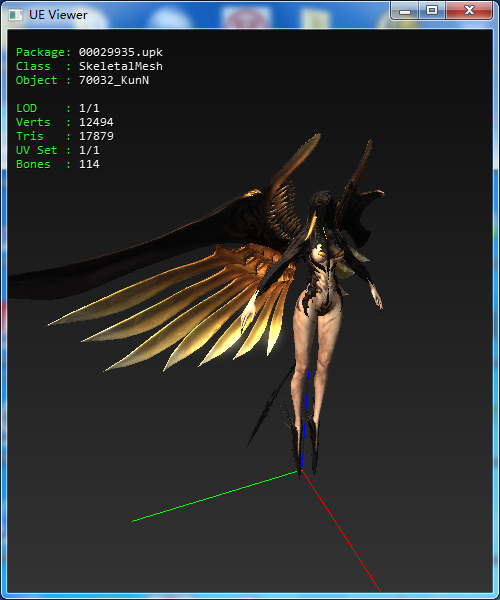 UE Viewer
Package: 00029935.upk
Class : SkeletalMesh
Object : 70032_KunN
LOD : 1/1
Verts : 12494
Tris : 17879
UV Set : 1/1
Bones : 114